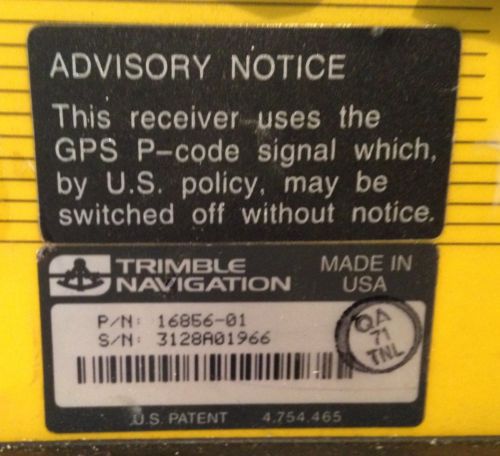 ADVISORY NOTICE
This receiver uses the
GPS P-code signal which,
by U.S. policy, may be
switched off without notice.
TRIMBLE
NAVIGATION
MADE IN
USA
P/N: 16856-01
S/N: 3128A01966
QA
71
TNL
U.S. PATENT 4,754,465